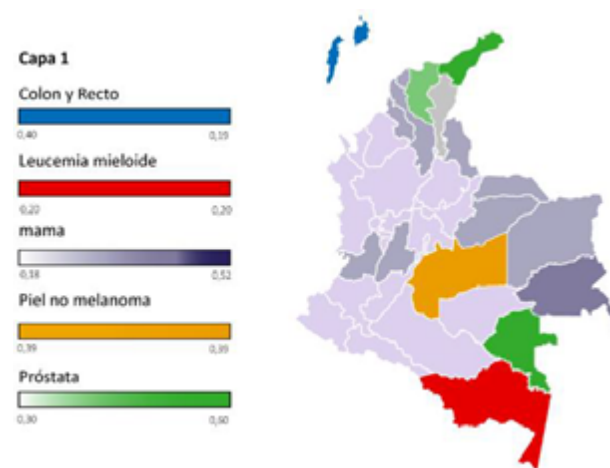 Capa 1
Colon y Recto
0,40 0,19
Leucemia mieloide
0,20 0,20
mama
0,18 0,52
Piel no melanoma
0,39 0,39
Próstata
0,30 0,60